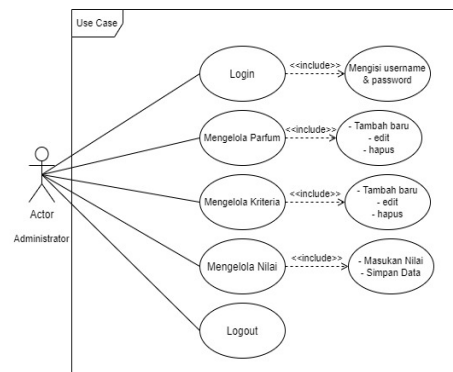 Use Case
Login
<<include>>
Mengisi username
& password
Mengelola Parfum
<<include>>
- Tambah baru
- edit
- hapus
Actor
Administrator
Mengelola Kriteria
<<include>>
- Tambah baru
- edit
- hapus
Mengelola Nilai
<<include>>
- Masukan Nilai
- Simpan Data
Logout